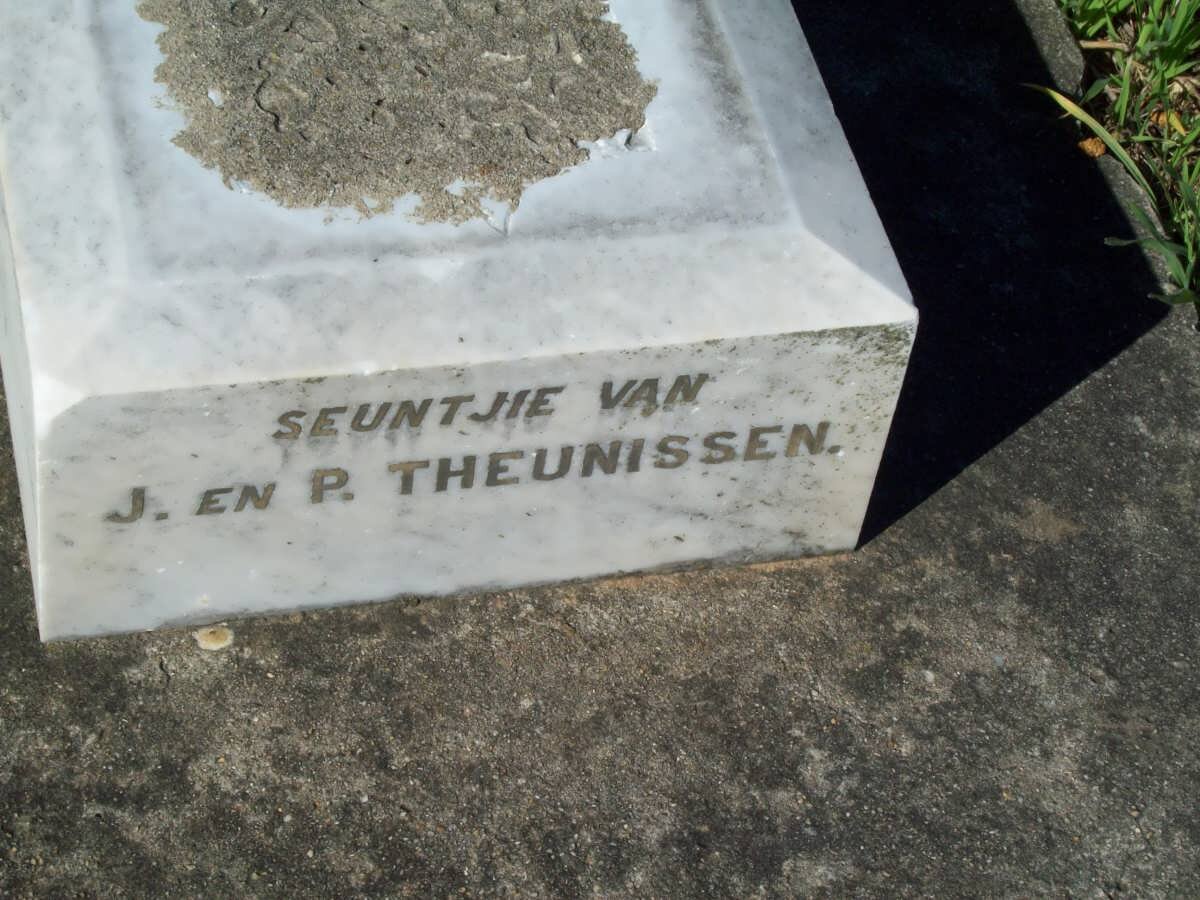 SEUNTJIE VAN
J. EN P. THEUNISSEN.